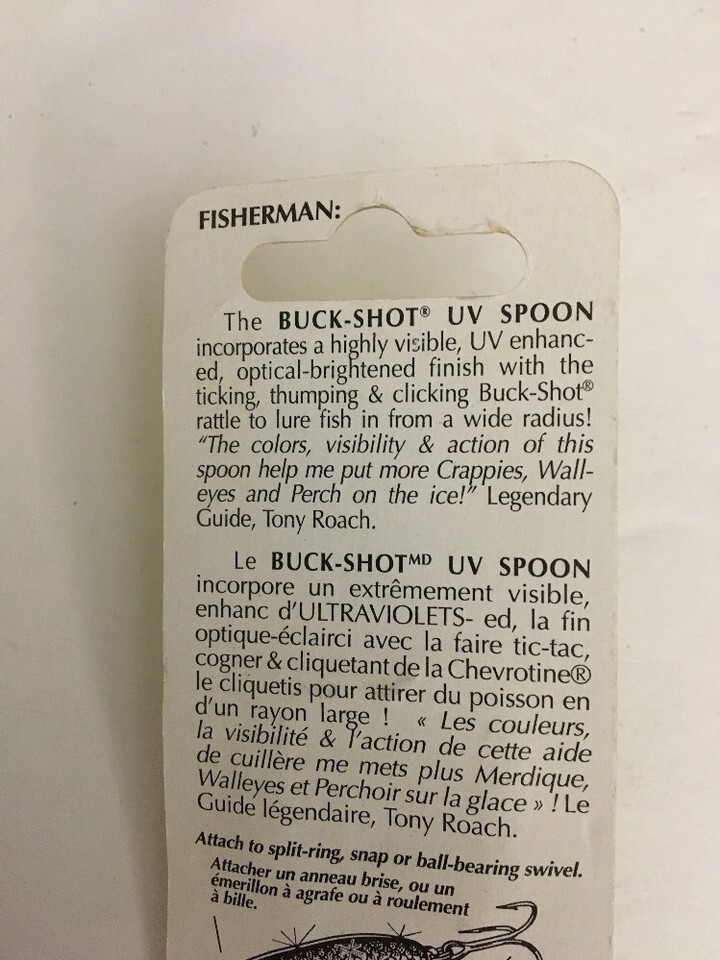 FISHERMAN:
The BUCK-SHOT® UV SPOON
incorporates a highly visible, UV enhanc-
ed, optical-brightened finish with the
ticking, thumping & clicking Buck-Shot®
rattle to lure fish in from a wide radius!
“The colors, visibility & action of this
spoon help me put more Crappies, Wall-
eyes and Perch on the ice!” Legendary
Guide, Tony Roach.
Le BUCK-SHOTᴹᴰ UV SPOON
incorpore un extrêmement visible,
enhanc d’ULTRAVIOLETS- ed, la fin
optique-éclairci avec la faire tic-tac,
cogner & cliquetant de la Chevrotine®
le cliquetis pour attirer du poisson en
d’un rayon large ! « Les couleurs,
la visibilité & l’action de cette aide
de cuillère me mets plus Merdique,
Walleyes et Perchoir sur la glace » ! Le
Guide légendaire, Tony Roach.
Attach to split-ring, snap or ball-bearing swivel.
Attacher un anneau brise, ou un
émerillon à agrafe ou à roulement
à bille.